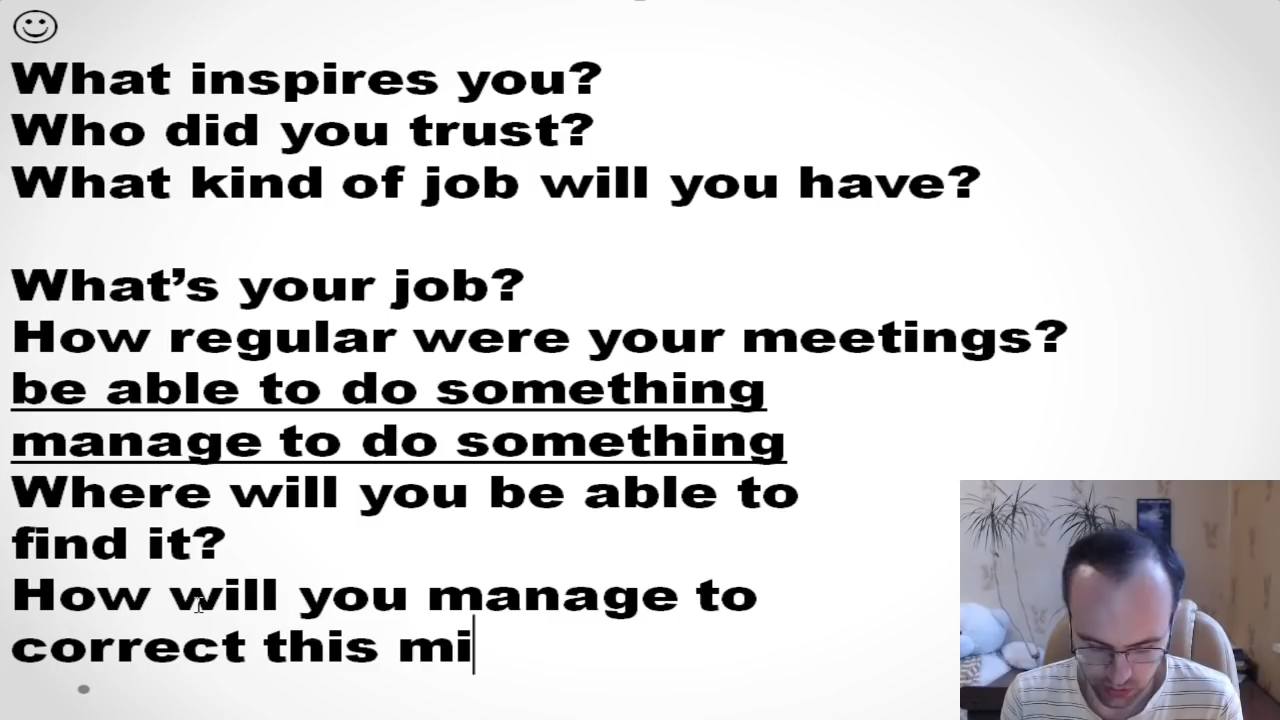 What inspires you?
Who did you trust?
What kind of job will you have?
What’s your job?
How regular were your meetings?
be able to do something
manage to do something
Where will you be able to
find it?
How will you manage to
correct this mi